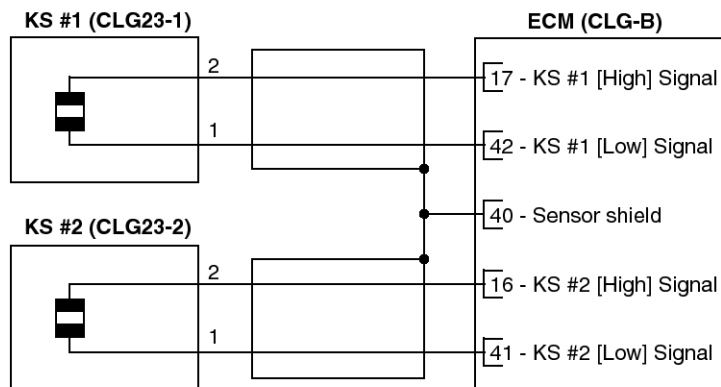 KS #1 (CLG23-1)
ECM (CLG-B)
2
17 - KS #1 [High] Signal
1
42 - KS #1 [Low] Signal
40 - Sensor shield
KS #2 (CLG23-2)
2
16 - KS #2 [High] Signal
1
41 - KS #2 [Low] Signal